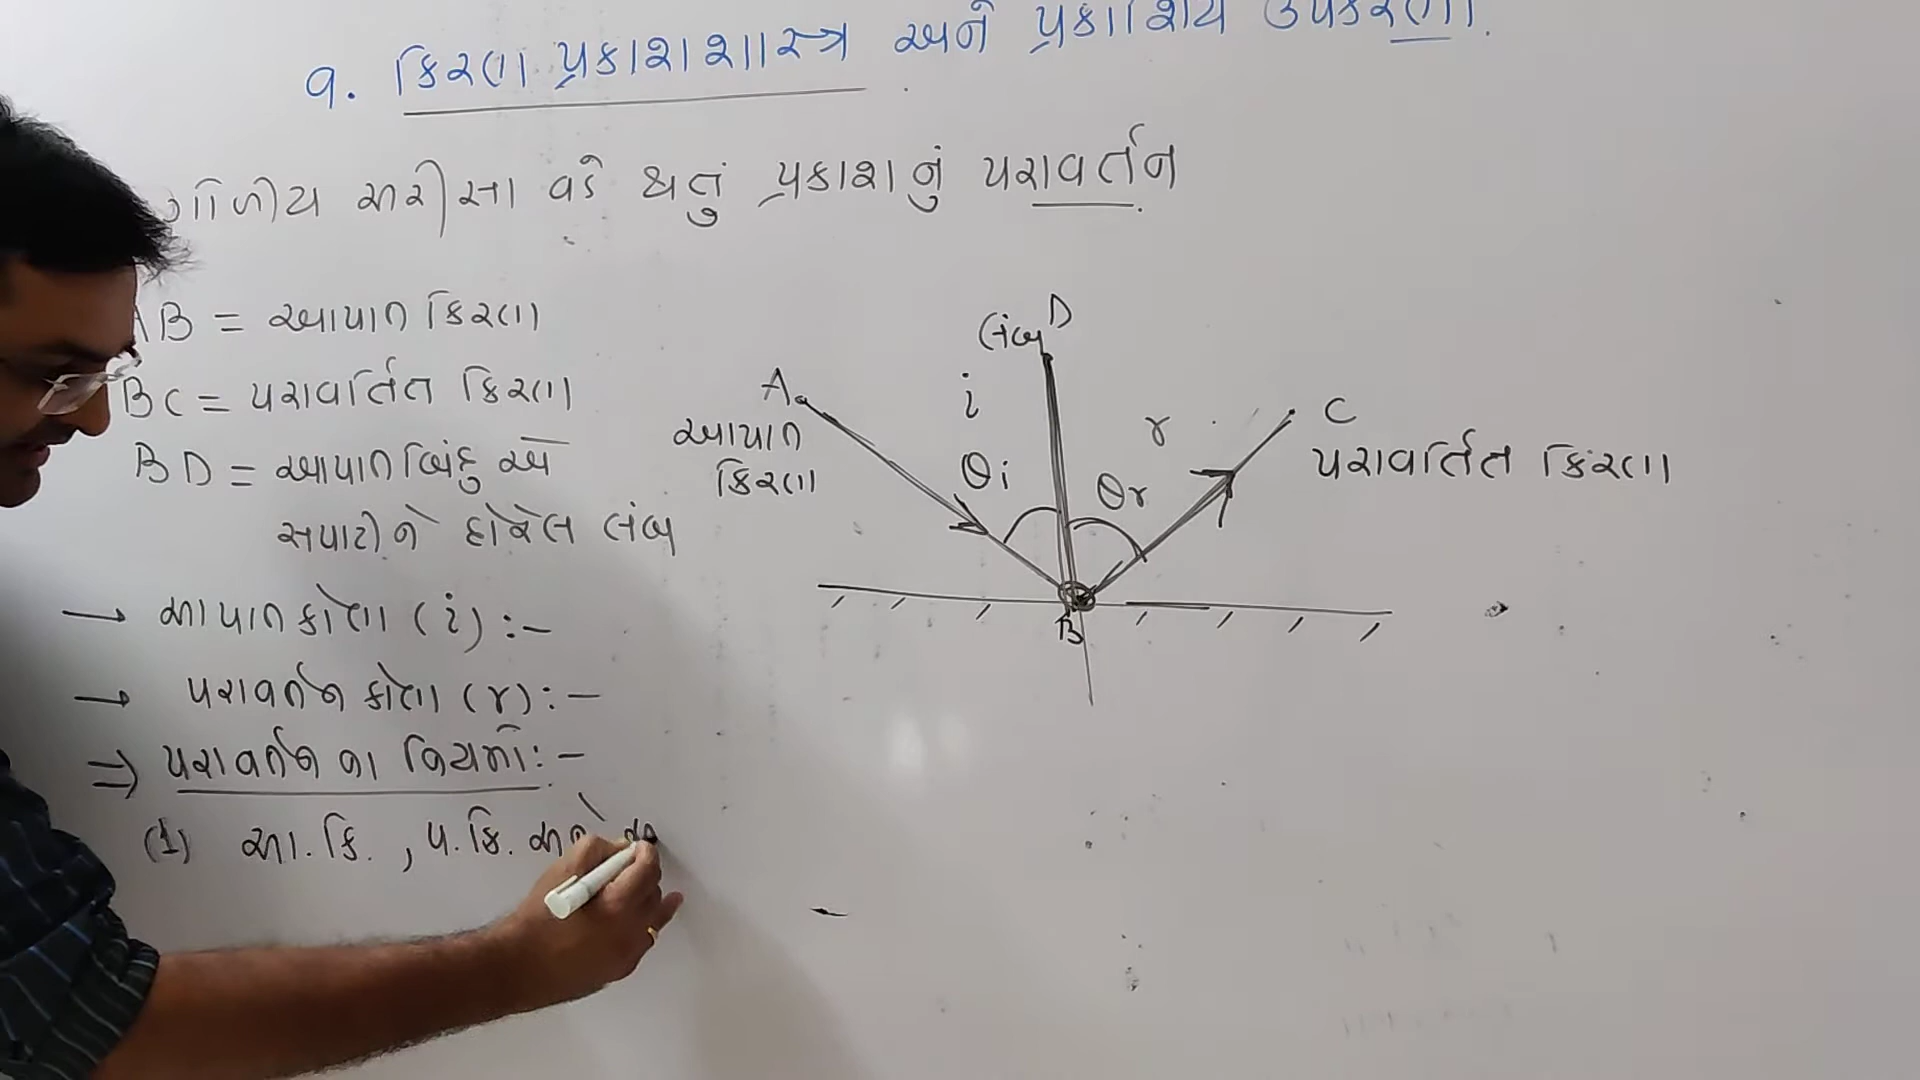 ૧. કિરણ પ્રકાશશાસ્ત્ર અને પ્રકાશિય ઉપકરણો.
ગોળીય અરીસા વડે થતું પ્રકાશનું પરાવર્તન
AB = આપાત કિરણ
BC = પરાવર્તિત કિરણ
BD = આપાત બિંદુ એ
સપાટીને દોરેલ લંબ
→ આપાતકોણ (i) :-
→ પરાવર્તન કોણ (r) :-
⇒ પરાવર્તન ના નિયમો :-
(1) આ. કિ. , પ. કિ. અને
લંબ D
A
i
r
C
આપાત
કિરણ
θi
θr
પરાવર્તિત કિરણ
B